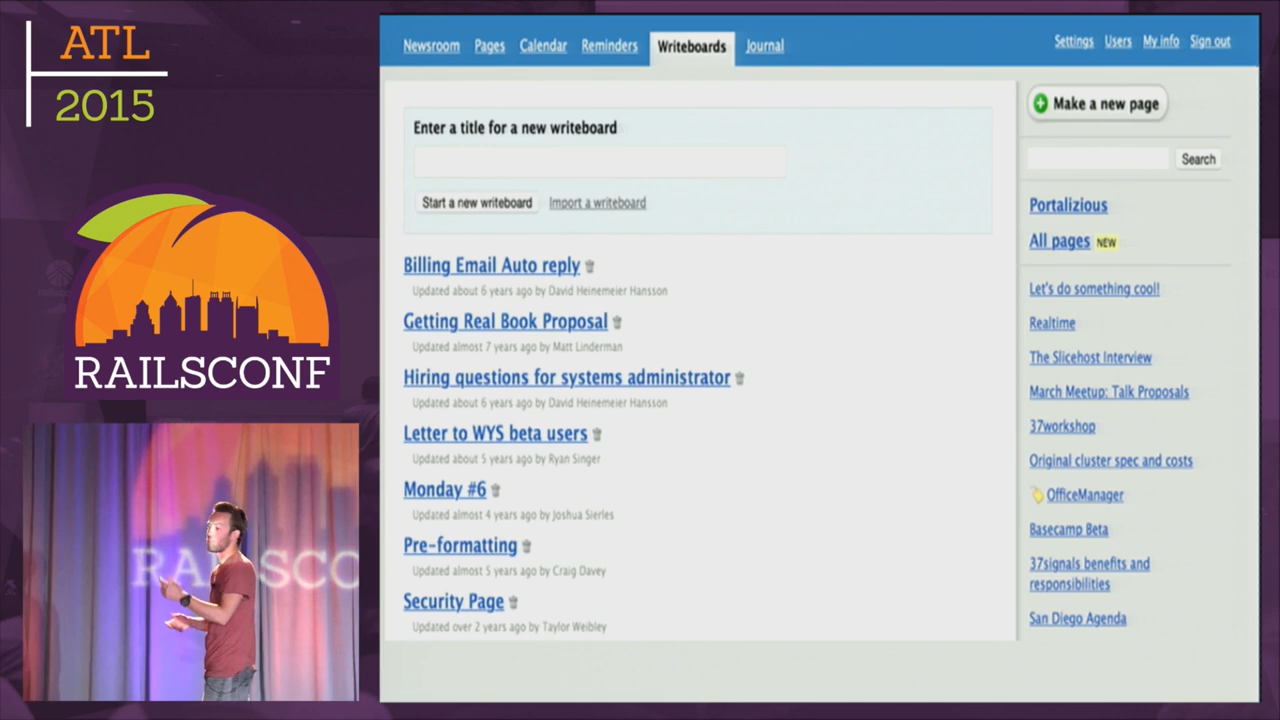 ATL
2015
RAILSCONF
RAILSCO
Newsroom Pages Calendar Reminders Writeboards Journal
Settings Users My info Sign out
Enter a title for a new writeboard
Start a new writeboard Import a writeboard
Billing Email Auto reply
Updated about 6 years ago by David Heinemeier Hansson
Getting Real Book Proposal
Updated almost 7 years ago by Matt Linderman
Hiring questions for systems administrator
Updated about 6 years ago by David Heinemeier Hansson
Letter to WYS beta users
Updated about 5 years ago by Ryan Singer
Monday #6
Updated almost 4 years ago by Joshua Sierles
Pre-formatting
Updated almost 5 years ago by Craig Davey
Security Page
Updated over 2 years ago by Taylor Weibley
Make a new page
Search
Portalizious
All pages NEW
Let's do something cool!
Realtime
The Slicehost Interview
March Meetup: Talk Proposals
37workshop
Original cluster spec and costs
OfficeManager
Basecamp Beta
37signals benefits and
responsibilities
San Diego Agenda